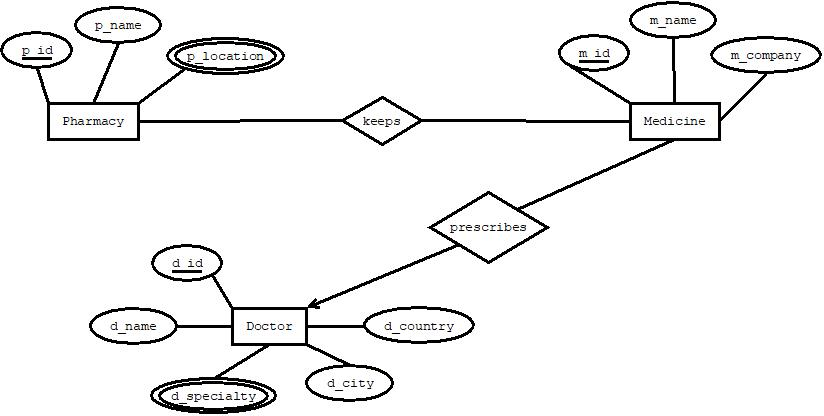 p_id
p_name
p_location
m_id
m_name
m_company
Pharmacy
keeps
Medicine
prescribes
d_id
d_name
Doctor
d_country
d_specialty
d_city